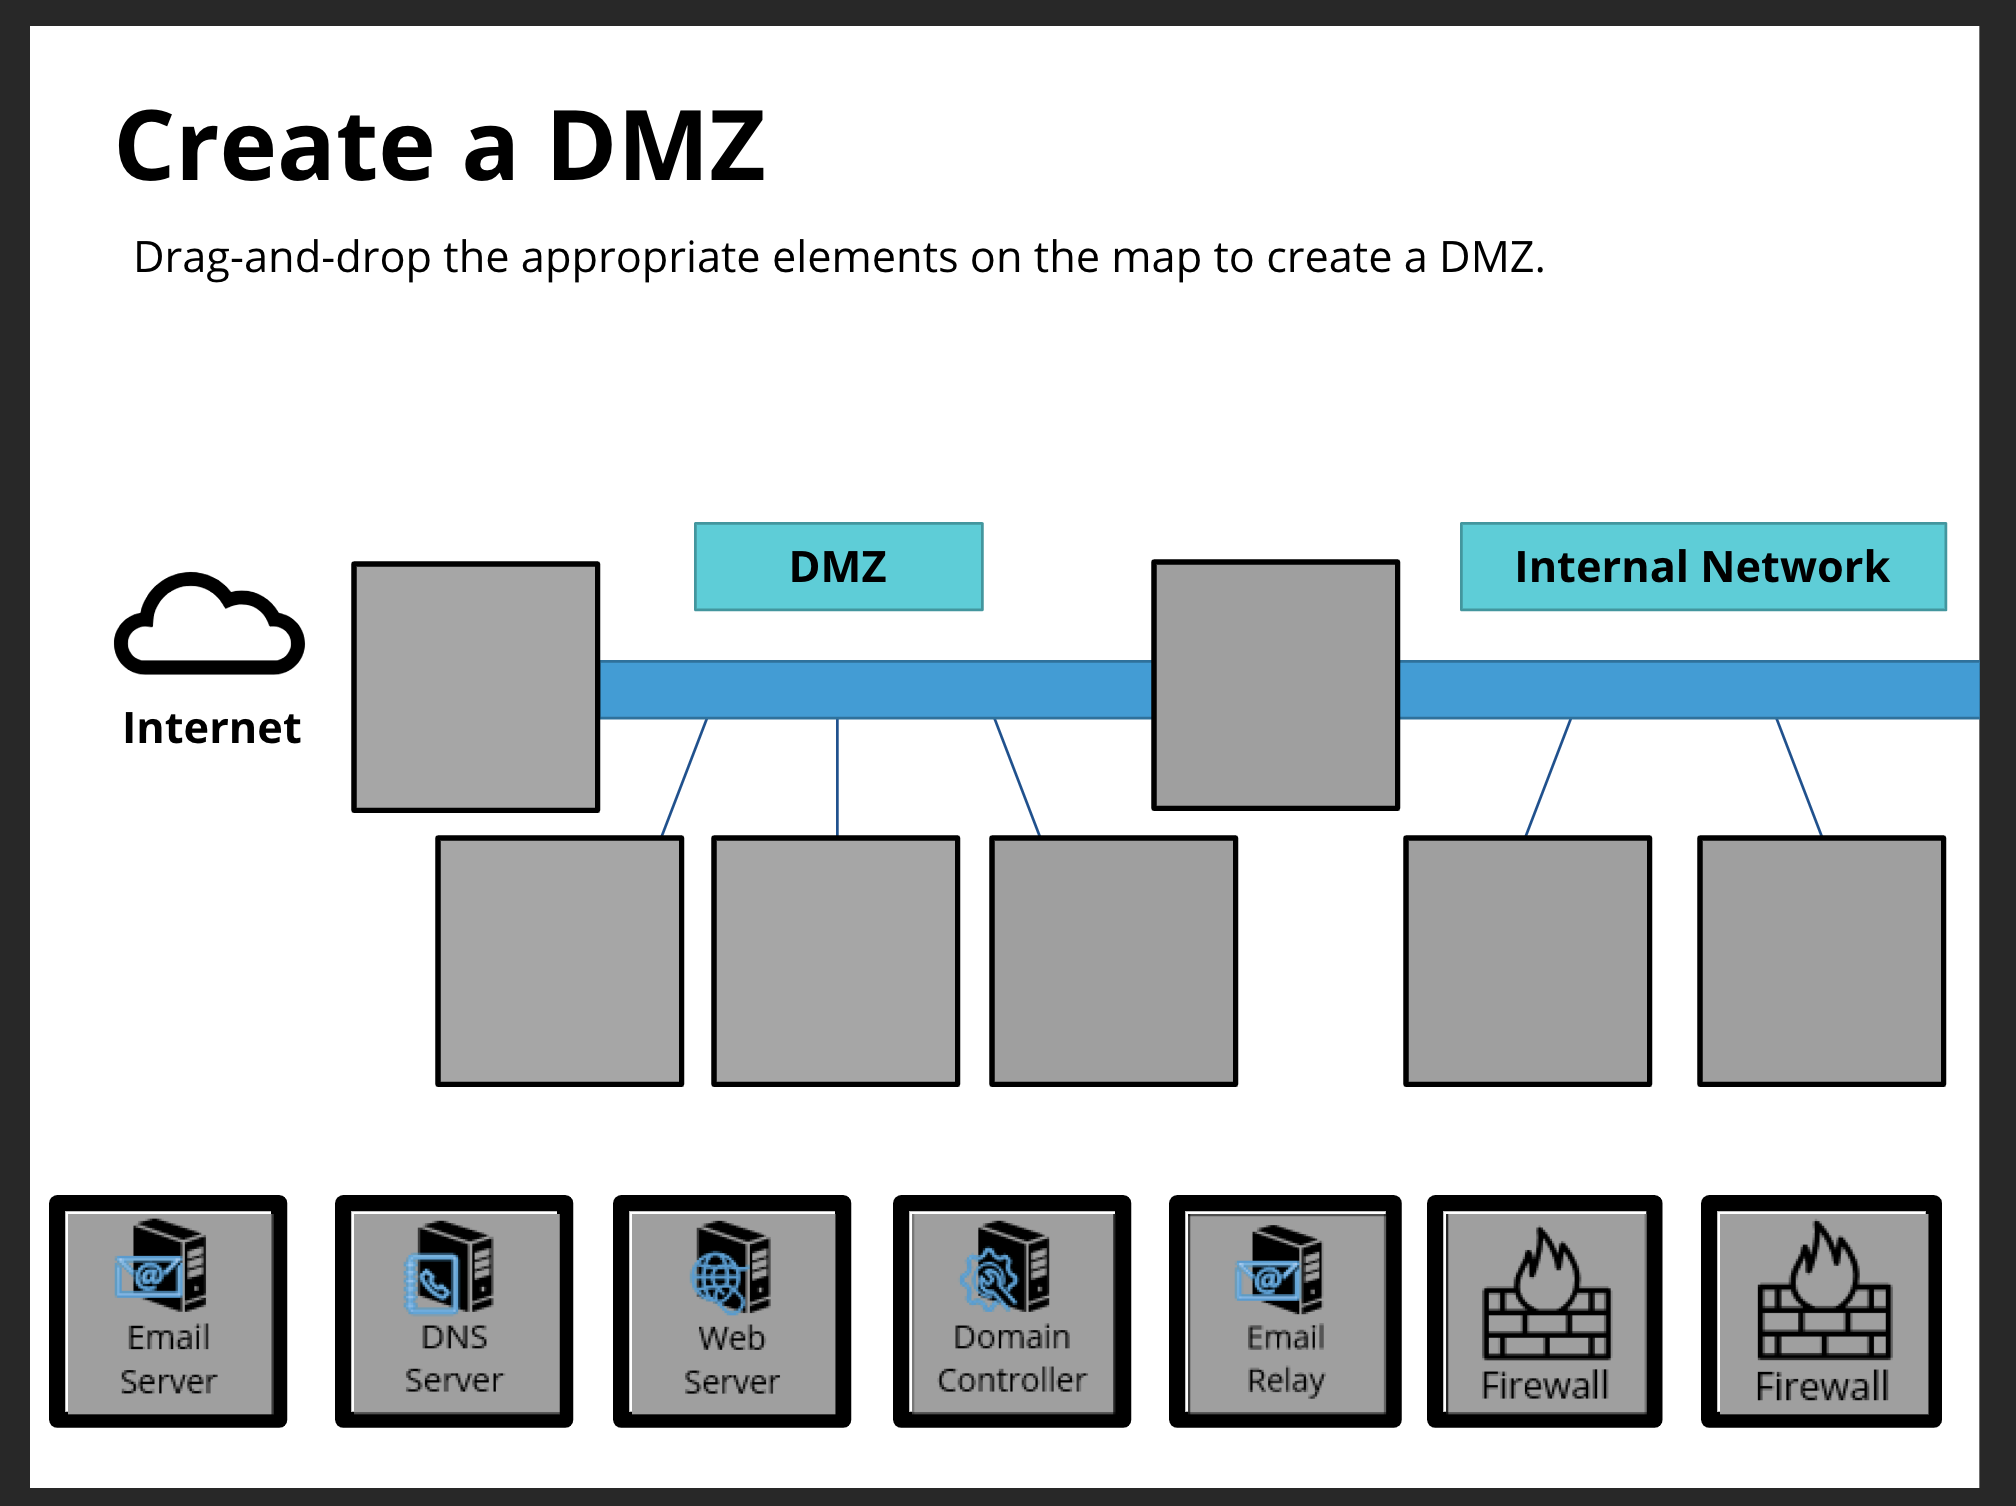 Create a DMZ
Drag-and-drop the appropriate elements on the map to create a DMZ.
DMZ
Internal Network
Internet
@
Email
Server
DNS
Server
Web
Server
Domain
Controller
@
Email
Relay
Firewall
Firewall